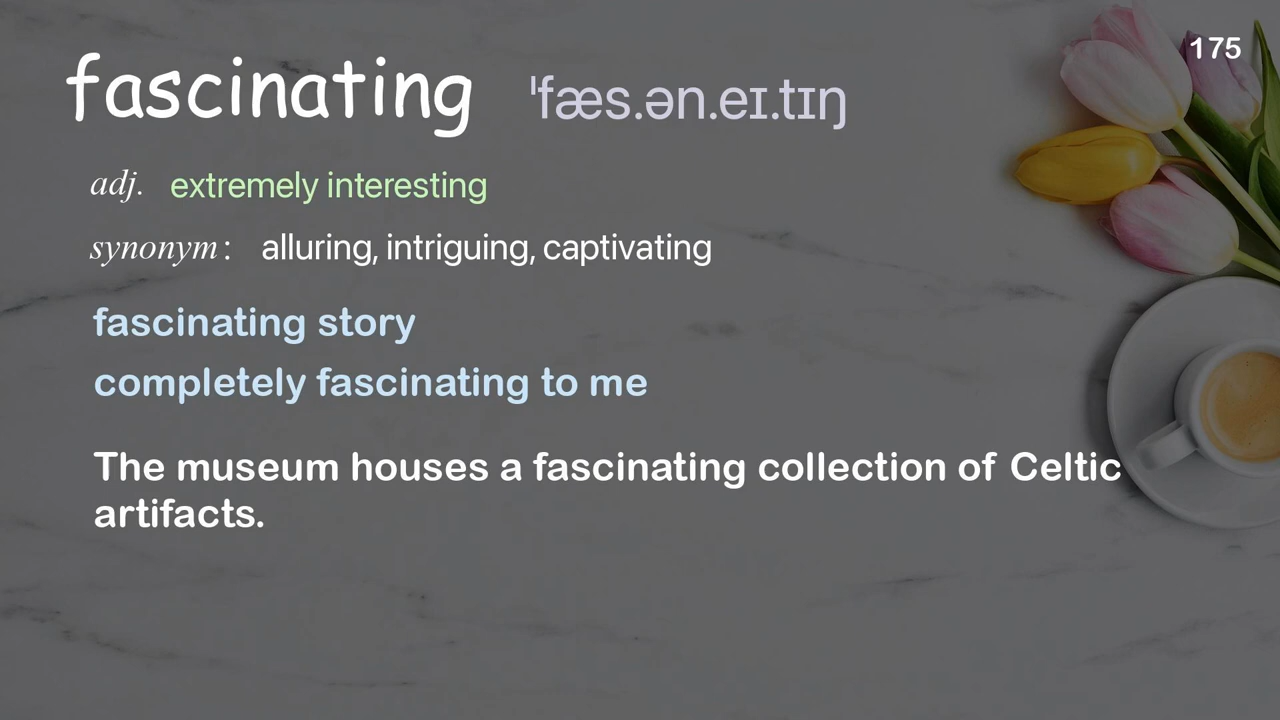 175
fascinating ˈfæs.ən.eɪ.tɪŋ
adj. extremely interesting
synonym: alluring, intriguing, captivating
fascinating story
completely fascinating to me
The museum houses a fascinating collection of Celtic
artifacts.